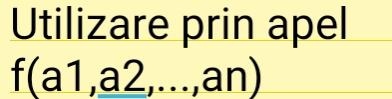 Utilizare prin apel
f(a1,a2,...,an)